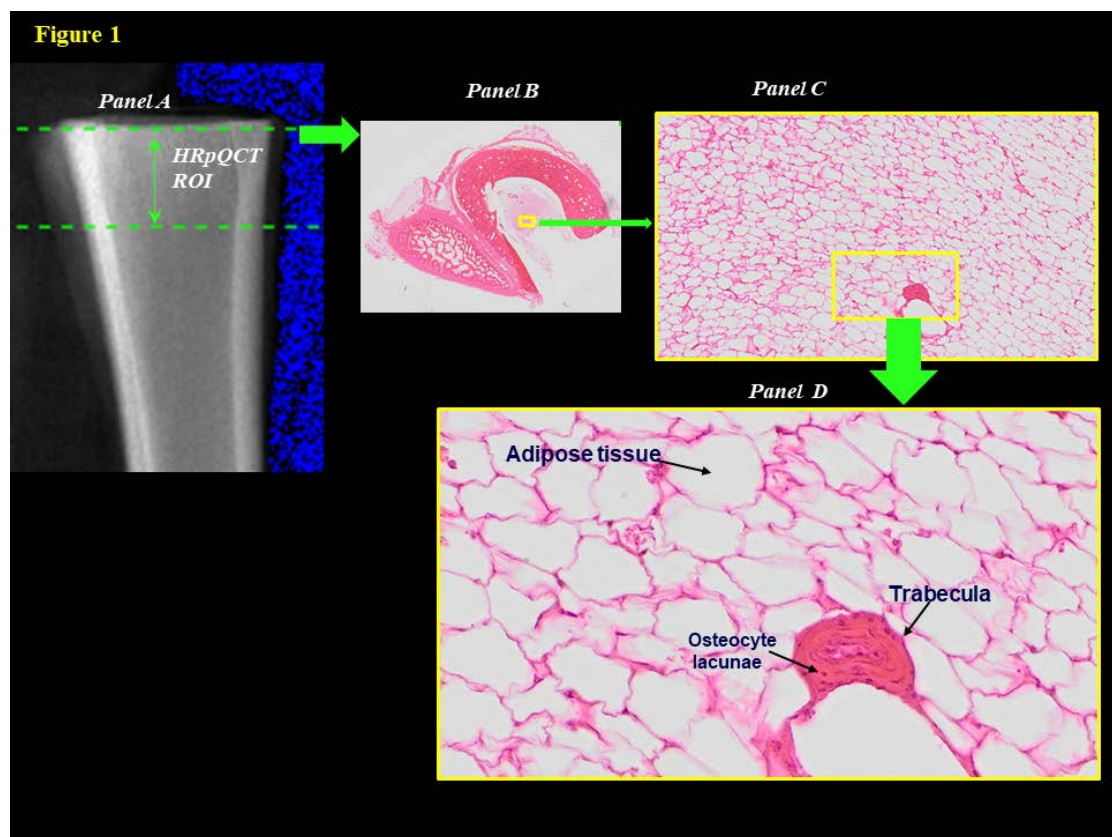 Figure 1
Panel A
Panel B
Panel C
HRpQCT
ROI
Panel D
Adipose tissue
Trabecula
Osteocyte
lacunae